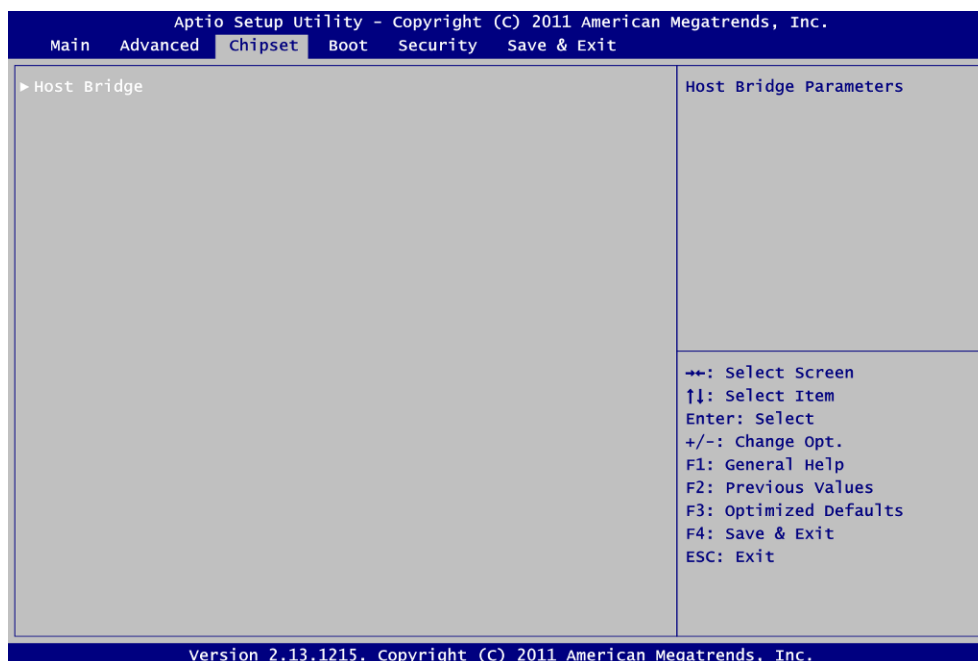 Aptio Setup Utility – Copyright (C) 2011 American Megatrends, Inc.
Main Advanced Chipset Boot Security Save & Exit
▶Host Bridge
Host Bridge Parameters
→←: Select Screen
↑↓: Select Item
Enter: Select
+/-: Change Opt.
F1: General Help
F2: Previous Values
F3: Optimized Defaults
F4: Save & Exit
ESC: Exit
Version 2.13.1215. Copyright (C) 2011 American Megatrends, Inc.